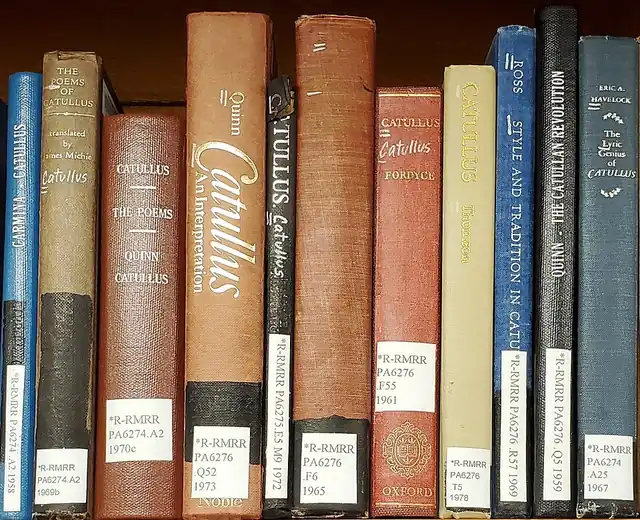 CARMINA · CATULLUS
*R-RMRR PA6274 .A2 1958
THE
POEMS
OF
CATULLUS
translated
by
James Michie
Catullus
*R-RMRR
PA6274.A2
1969b
CATULLUS
THE POEMS
QUINN
CATULLUS
*R-RMRR
PA6274.A2
1970c
Quinn
Catullus
An Interpretation
*R-RMRR
PA6276
.Q52
1973
Noble
CATULLUS.
Catullus
*R-RMRR PA6275.E5 M9 1972
*R-RMRR
PA6276
.F6
1965
CATULLUS
Catullus
FORDYCE
*R-RMRR
PA6276
.F55
1961
OXFORD
CATULLUS Thomson
*R-RMRR
PA6276
.T5
1978
ROSS STYLE AND TRADITION IN CATU
*R-RMRR PA6276 .R57 1969
QUINN · THE CATULLAN REVOLUTION
*R-RMRR PA6276 .Q5 1959
ERIC A.
HAVELOCK
The
Lyric
Genius
of
CATULLUS
*R-RMRR
PA6274
.A25
1967